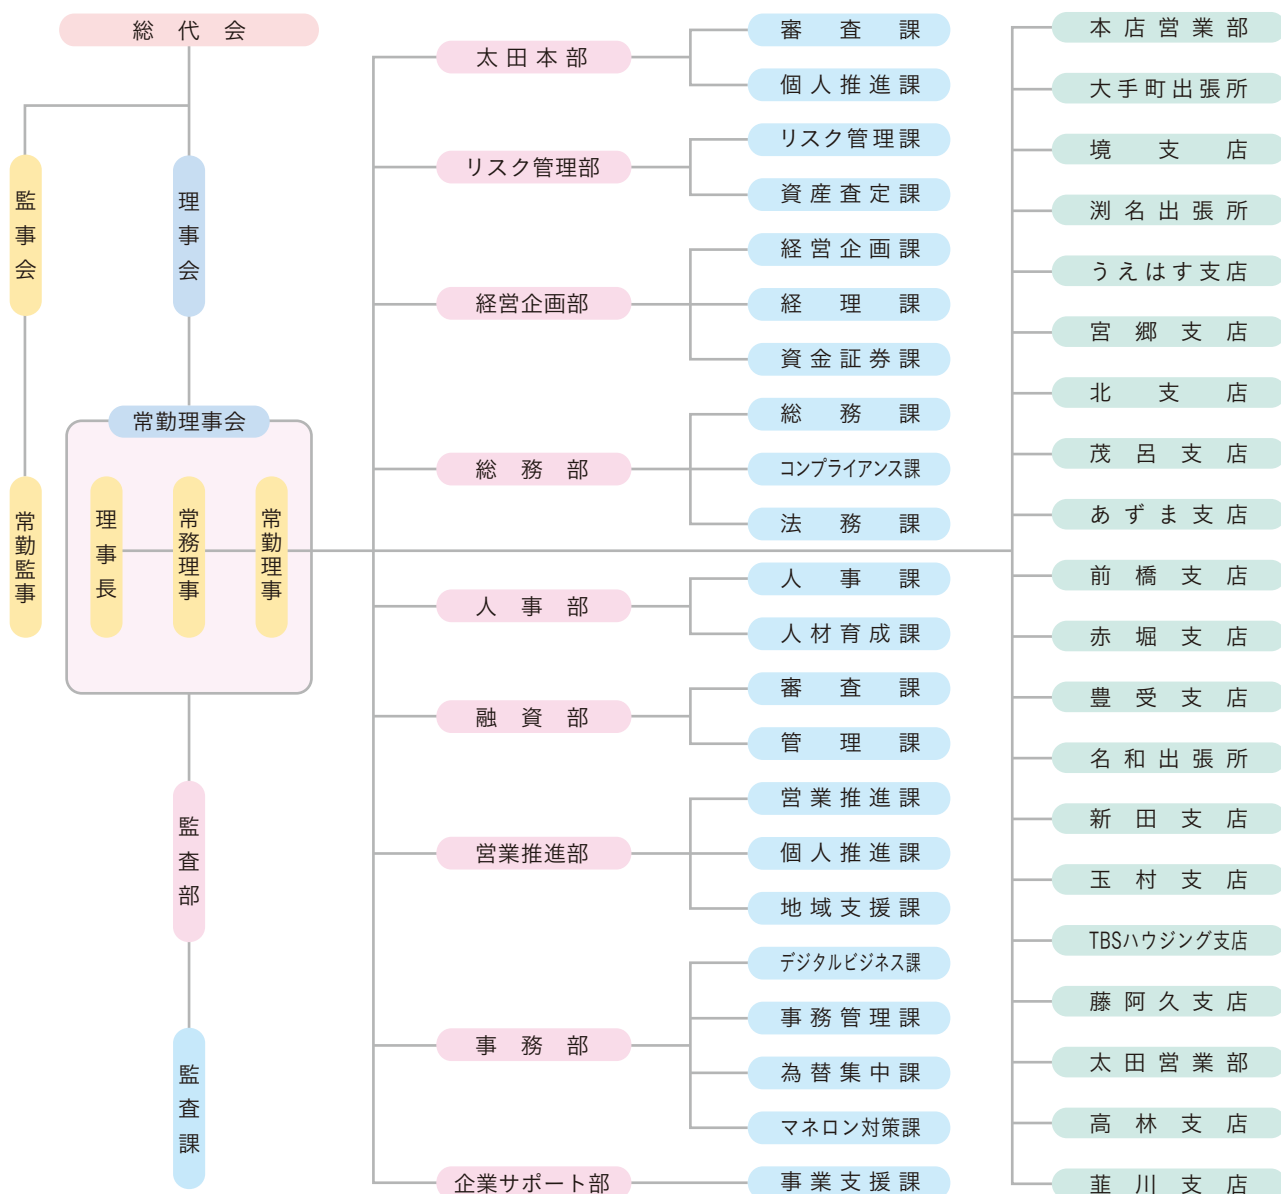 総代会
監事会
理事会
常勤理事会
理事長
常務理事
常勤理事
常勤監事
監査部
監査課
太田本部
審査課
個人推進課
リスク管理部
リスク管理課
資産査定課
経営企画部
経営企画課
経理課
資金証券課
総務部
総務課
コンプライアンス課
法務課
人事部
人事課
人材育成課
融資部
審査課
管理課
営業推進部
営業推進課
個人推進課
地域支援課
事務部
デジタルビジネス課
事務管理課
為替集中課
マネロン対策課
企業サポート部
事業支援課
本店営業部
大手町出張所
境支店
渕名出張所
うえはす支店
宮郷支店
北支店
茂呂支店
あずま支店
前橋支店
赤堀支店
豊受支店
名和出張所
新田支店
玉村支店
TBSハウジング支店
藤阿久支店
太田営業部
高林支店
韮川支店